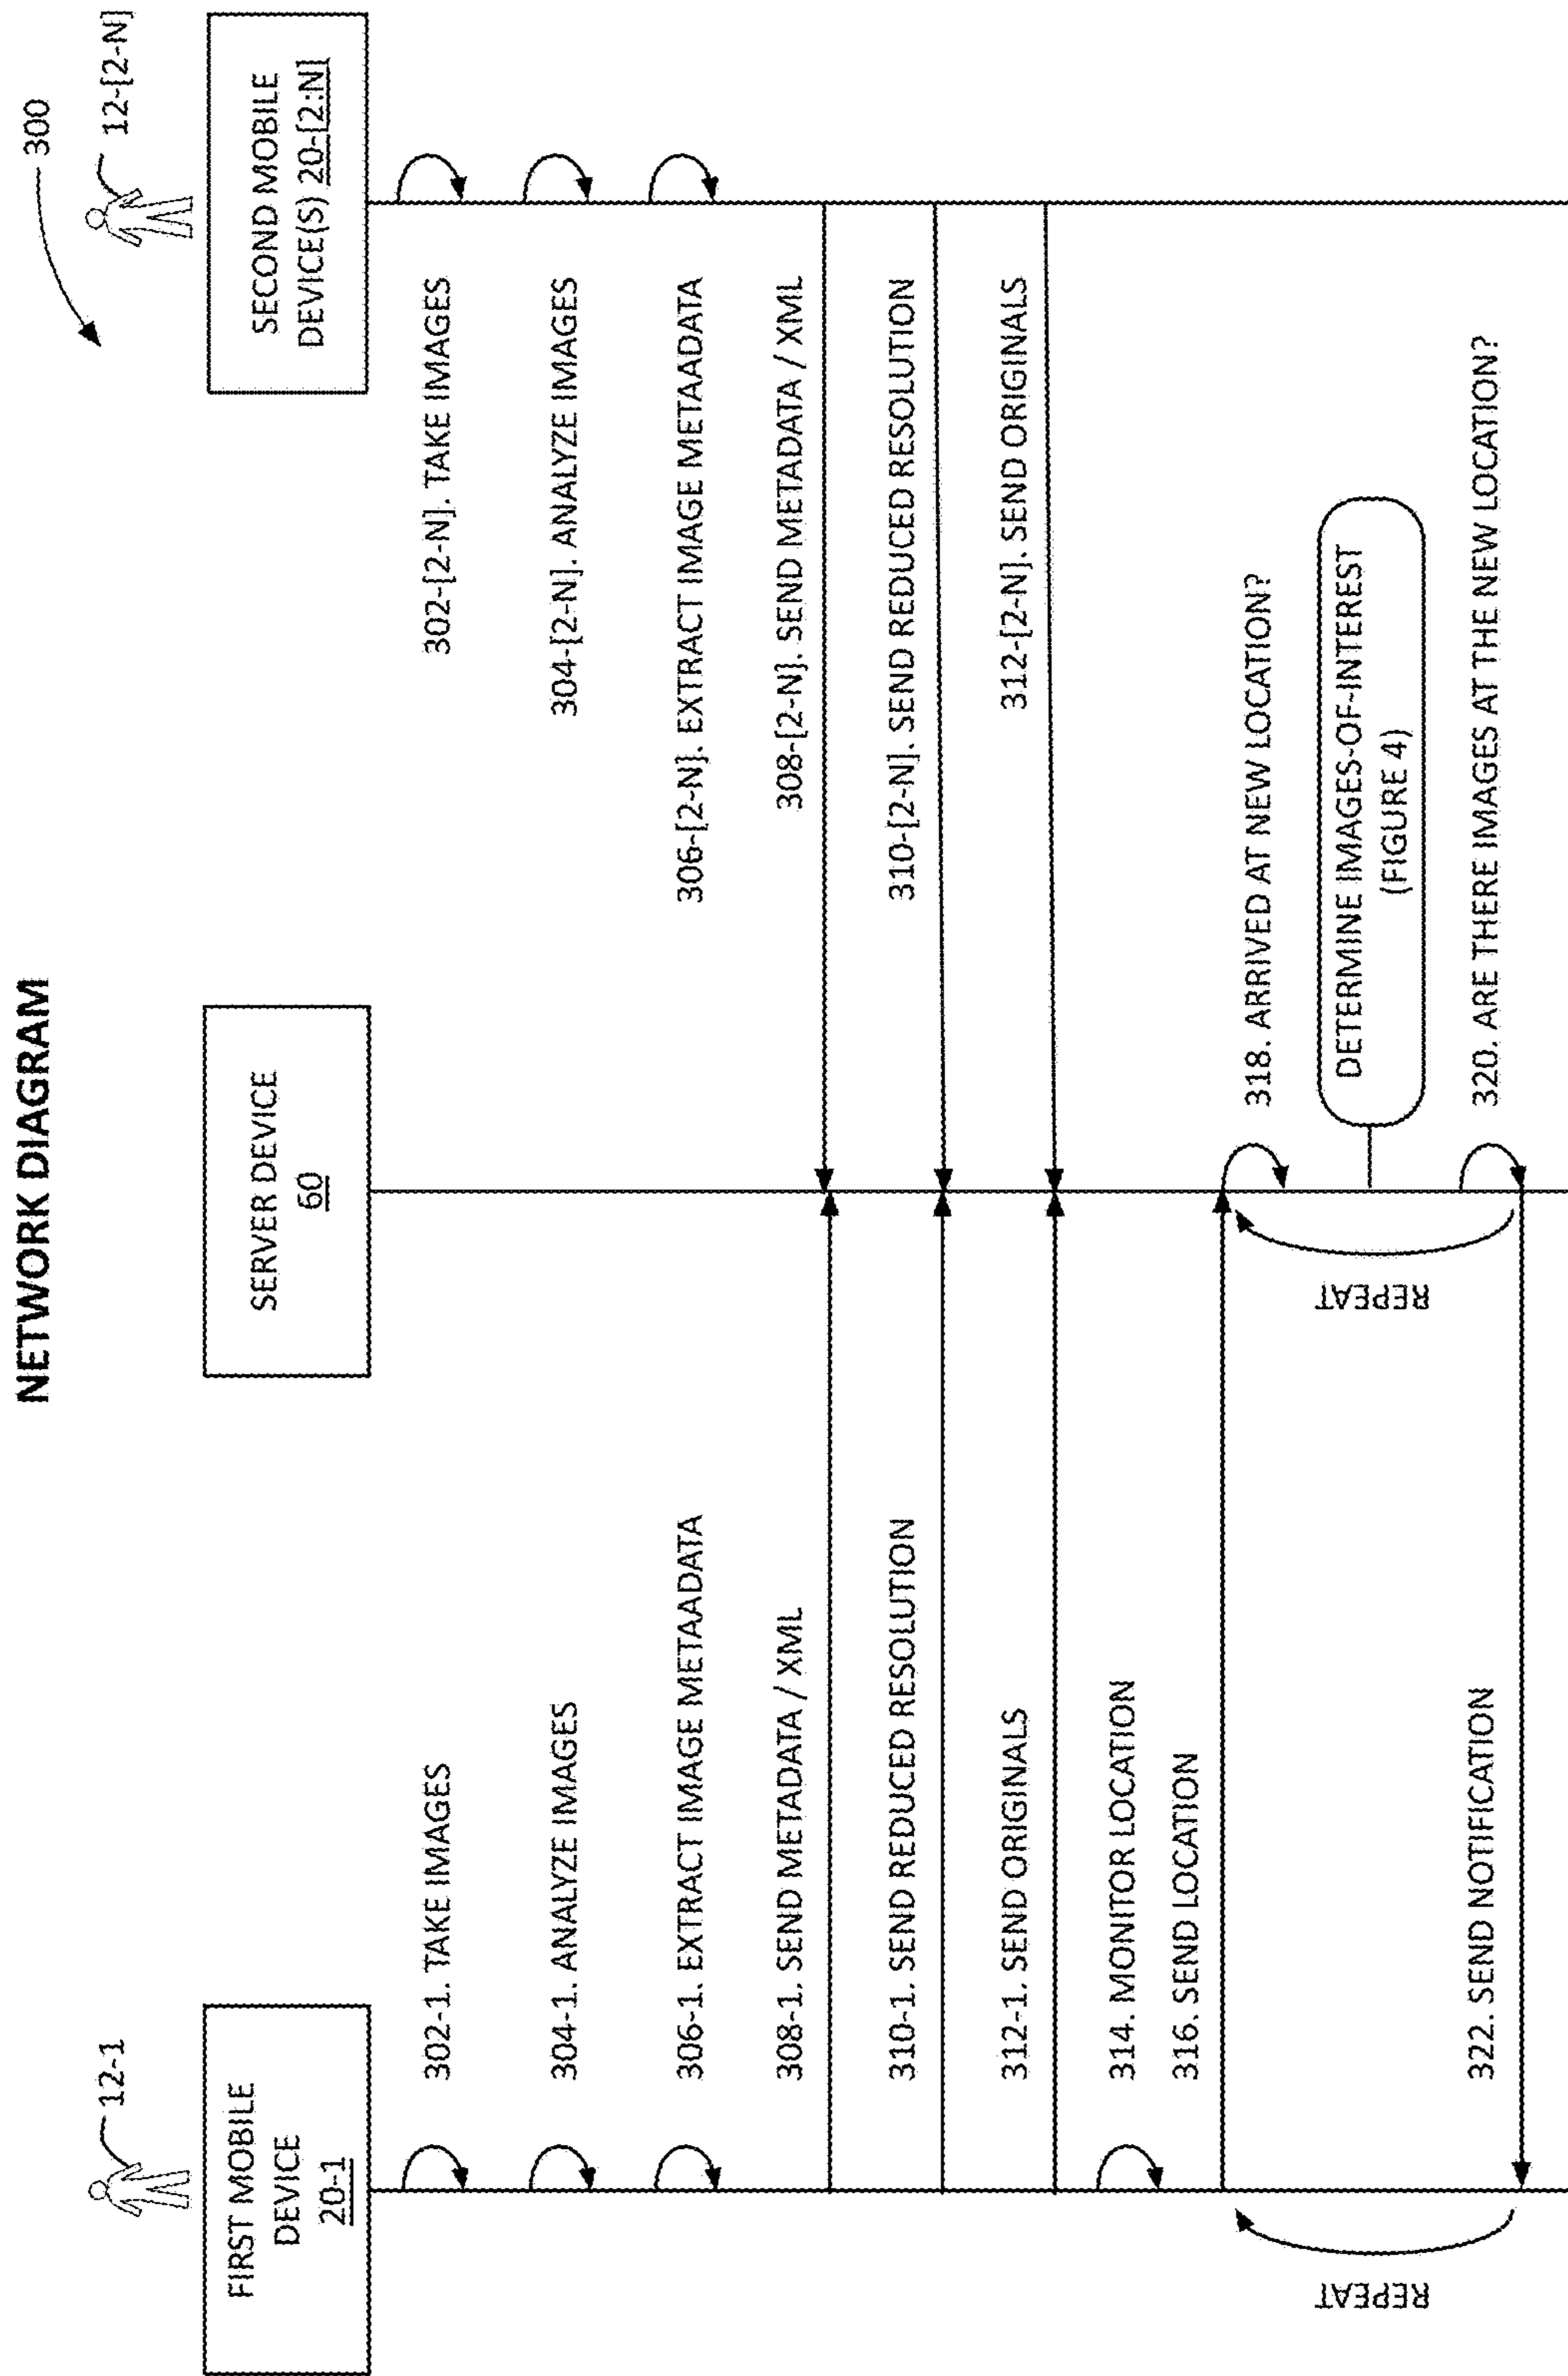 NETWORK DIAGRAM
300
12-1
12-[2-N]
FIRST MOBILE
DEVICE
20-1
SERVER DEVICE
60
SECOND MOBILE
DEVICE(S) 20-[2:N]
302-1. TAKE IMAGES
302-[2-N]. TAKE IMAGES
304-1. ANALYZE IMAGES
304-[2-N]. ANALYZE IMAGES
306-1. EXTRACT IMAGE METAADATA
306-[2-N]. EXTRACT IMAGE METAADATA
308-1. SEND METADATA / XML
308-[2-N]. SEND METADATA / XML
310-1. SEND REDUCED RESOLUTION
310-[2-N]. SEND REDUCED RESOLUTION
312-1. SEND ORIGINALS
312-[2-N]. SEND ORIGINALS
314. MONITOR LOCATION
316. SEND LOCATION
318. ARRIVED AT NEW LOCATION?
REPEAT
REPEAT
DETERMINE IMAGES-OF-INTEREST
(FIGURE 4)
320. ARE THERE IMAGES AT THE NEW LOCATION?
322. SEND NOTIFICATION